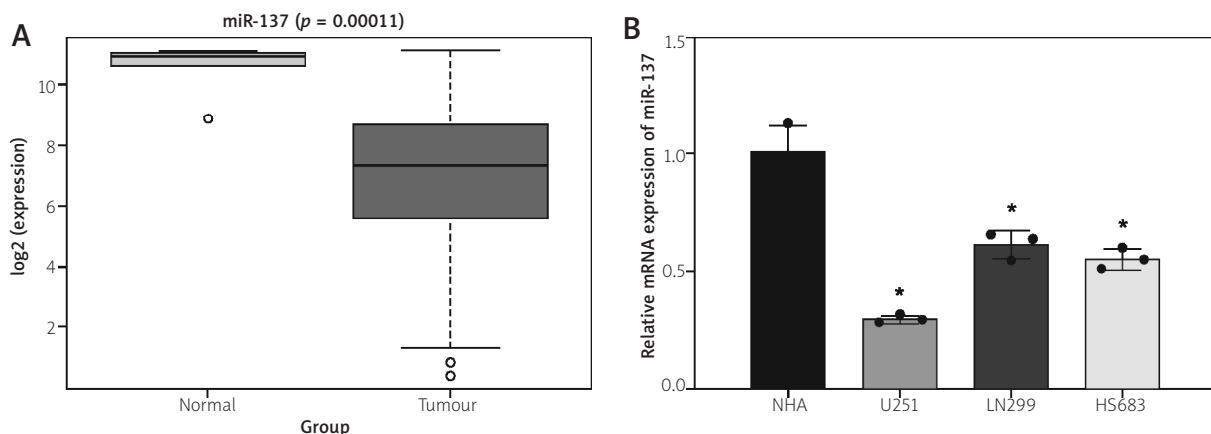 A
miR-137 (p = 0.00011)
log2 (expression)
10
8
6
4
2
Normal
Tumour
Group
B
Relative mRNA expression of miR-137
1.5
1.0
0.5
0.0
*
*
*
NHA
U251
LN299
HS683